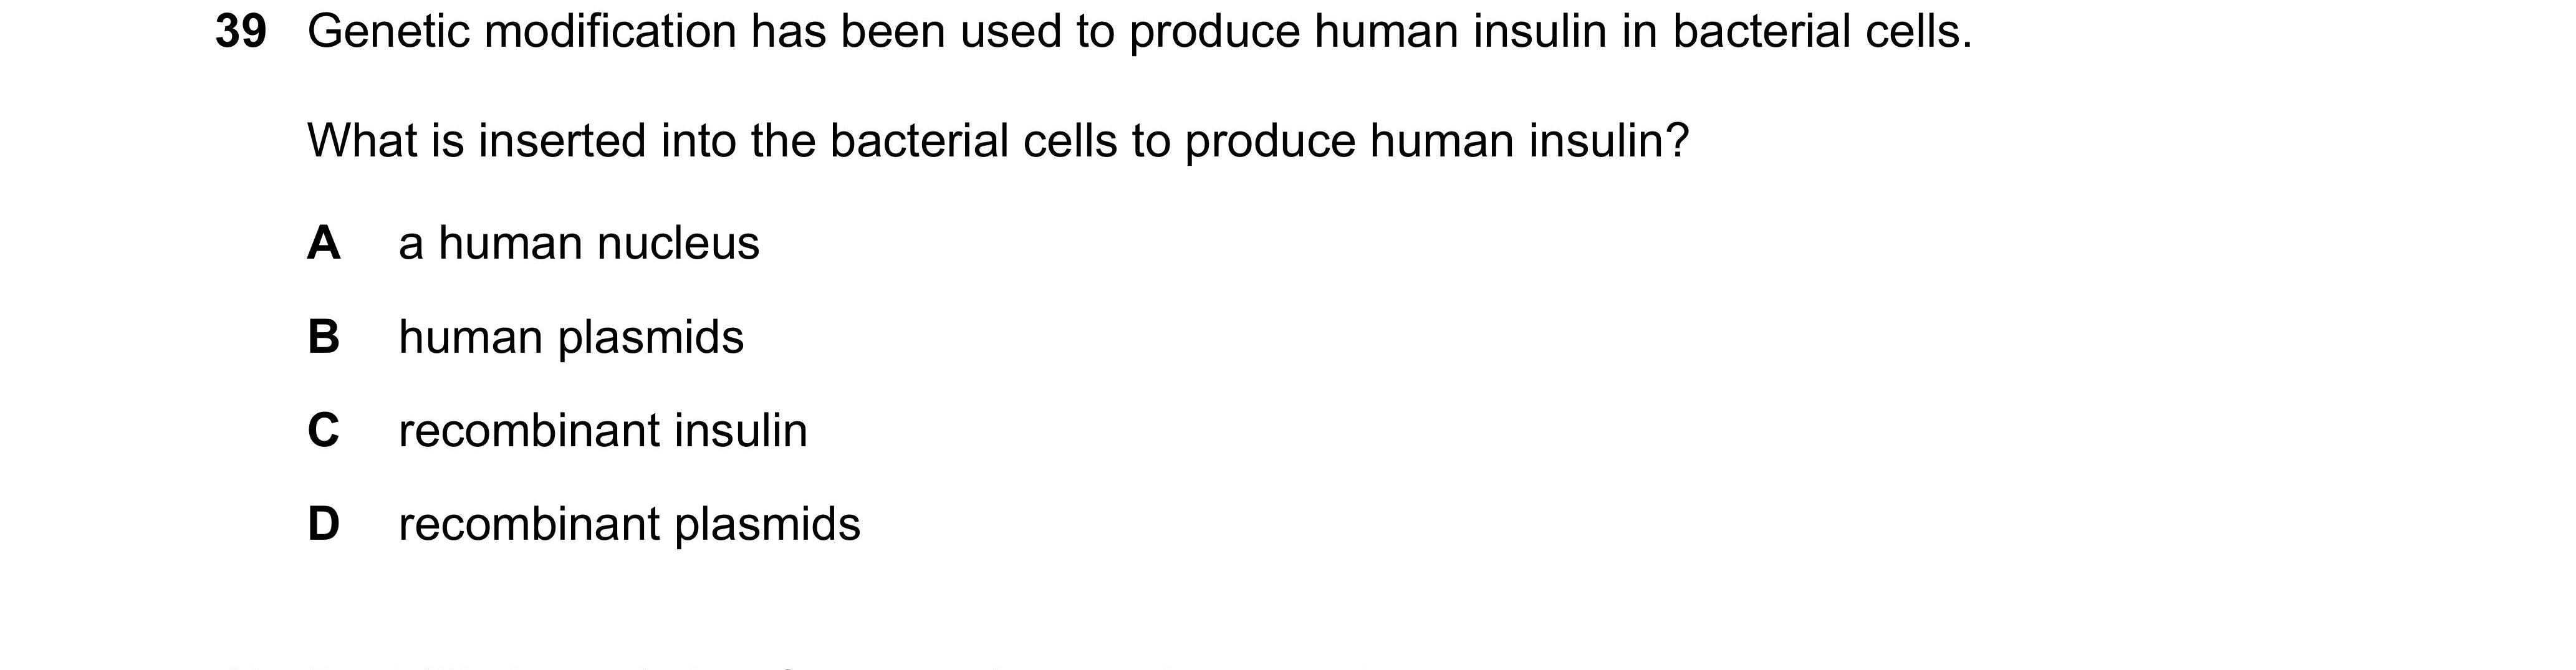 39 Genetic modification has been used to produce human insulin in bacterial cells.
What is inserted into the bacterial cells to produce human insulin?
A a human nucleus
B human plasmids
C recombinant insulin
D recombinant plasmids